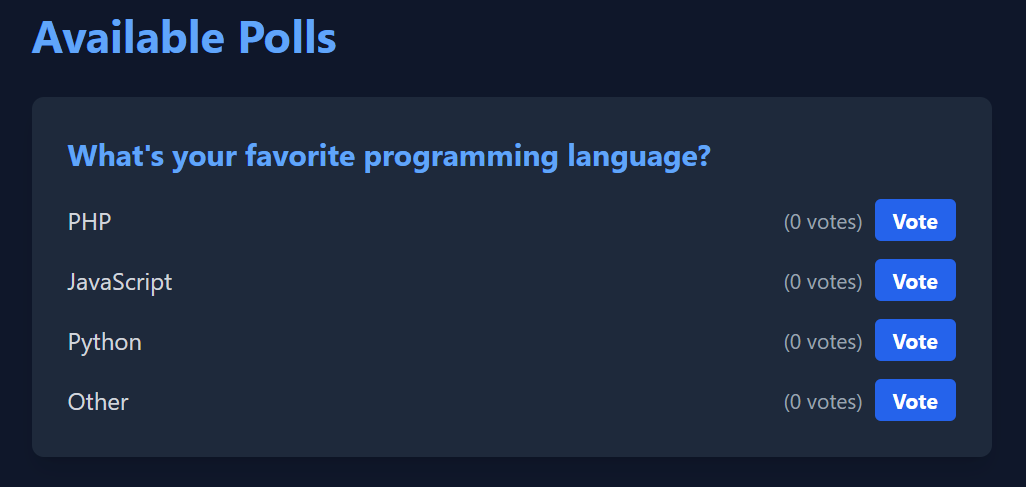 Available Polls
What's your favorite programming language?
PHP (0 votes) Vote
JavaScript (0 votes) Vote
Python (0 votes) Vote
Other (0 votes) Vote